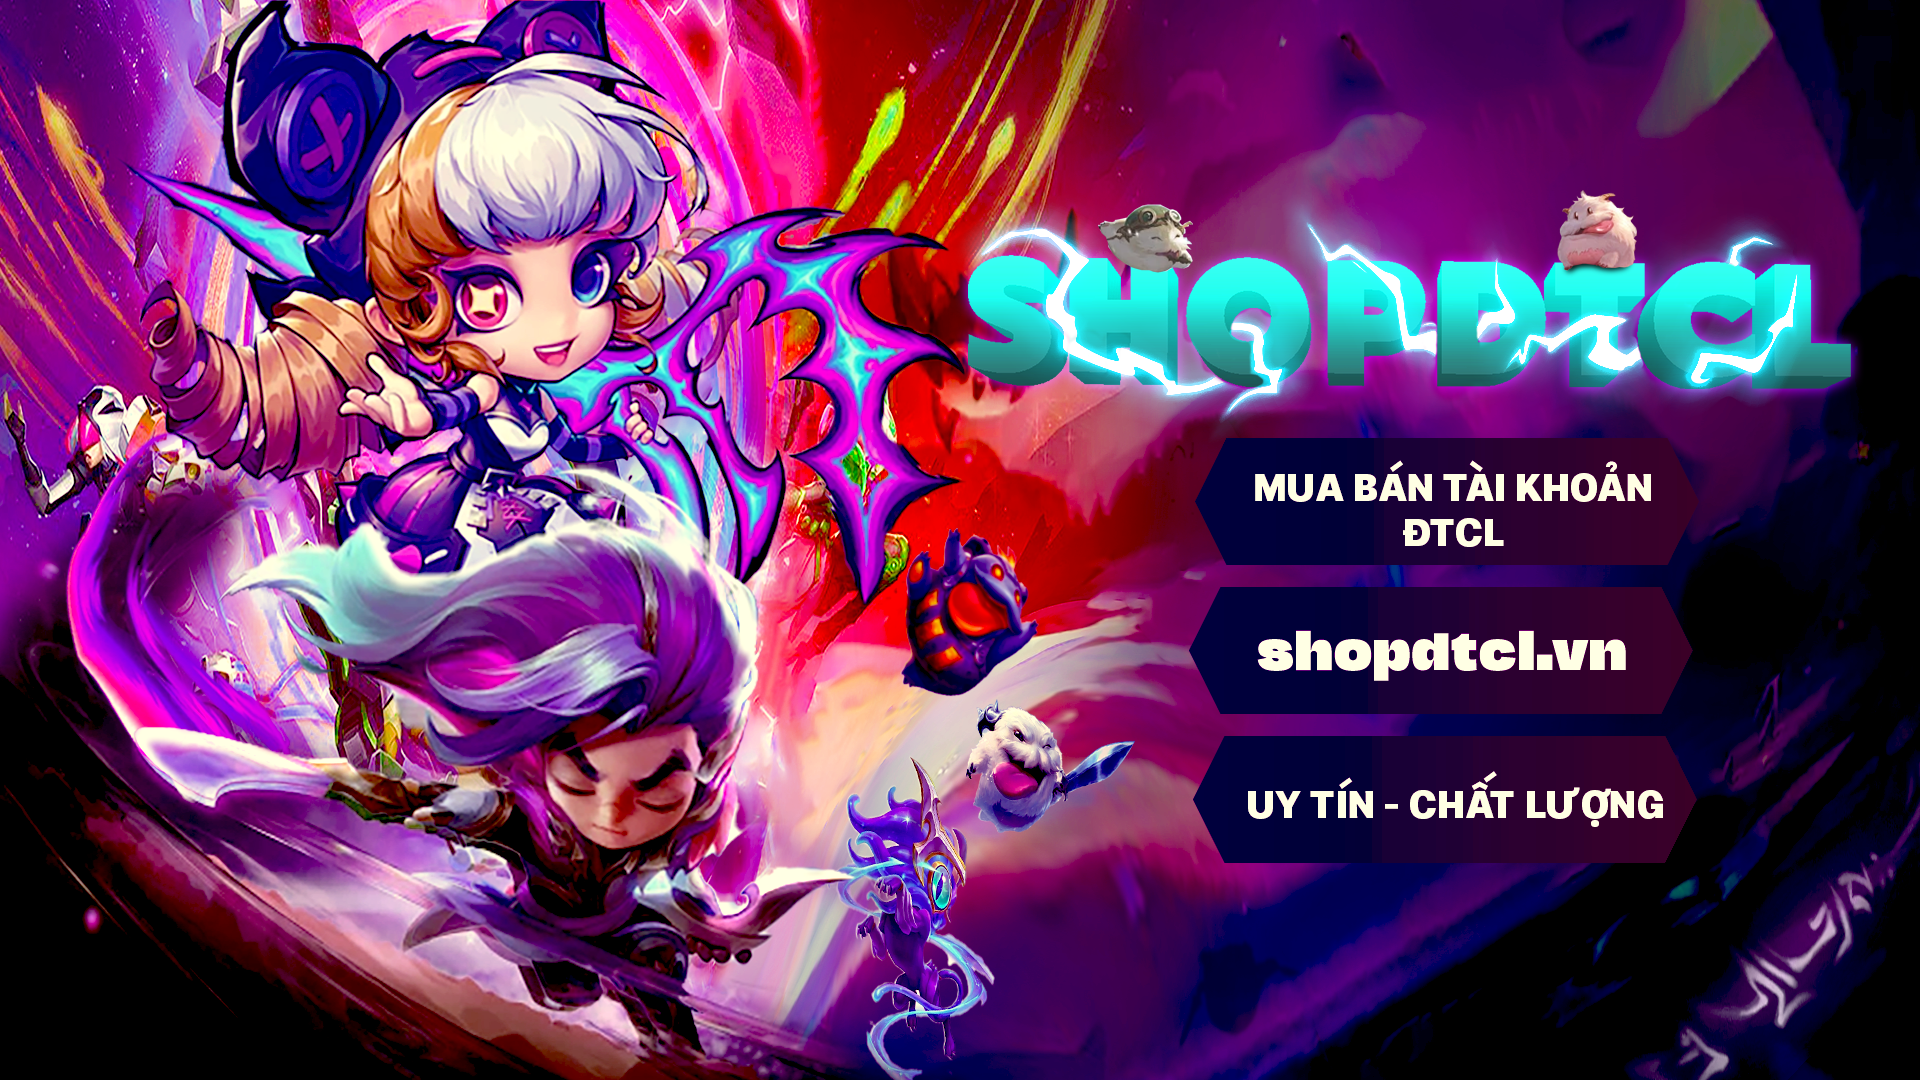 SHOPDTCL
MUA BÁN TÀI KHOẢN
ĐTCL
shopdtcl.vn
UY TÍN - CHẤT LƯỢNG